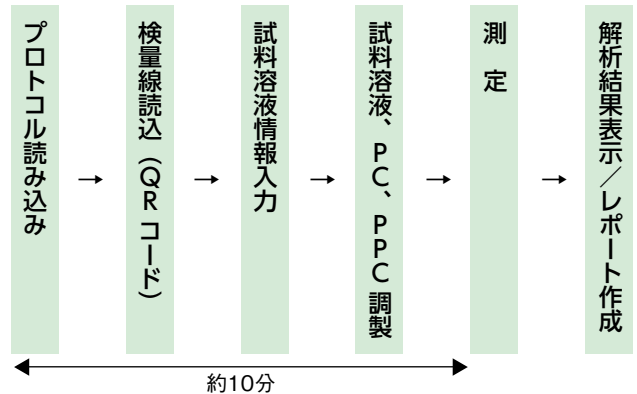 プロトコル読み込み
→
検量線読込（QRコード）
→
試料溶液情報入力
→
試料溶液、PC、PPC調製
→
測 定
→
解析結果表示／レポート作成
約10分